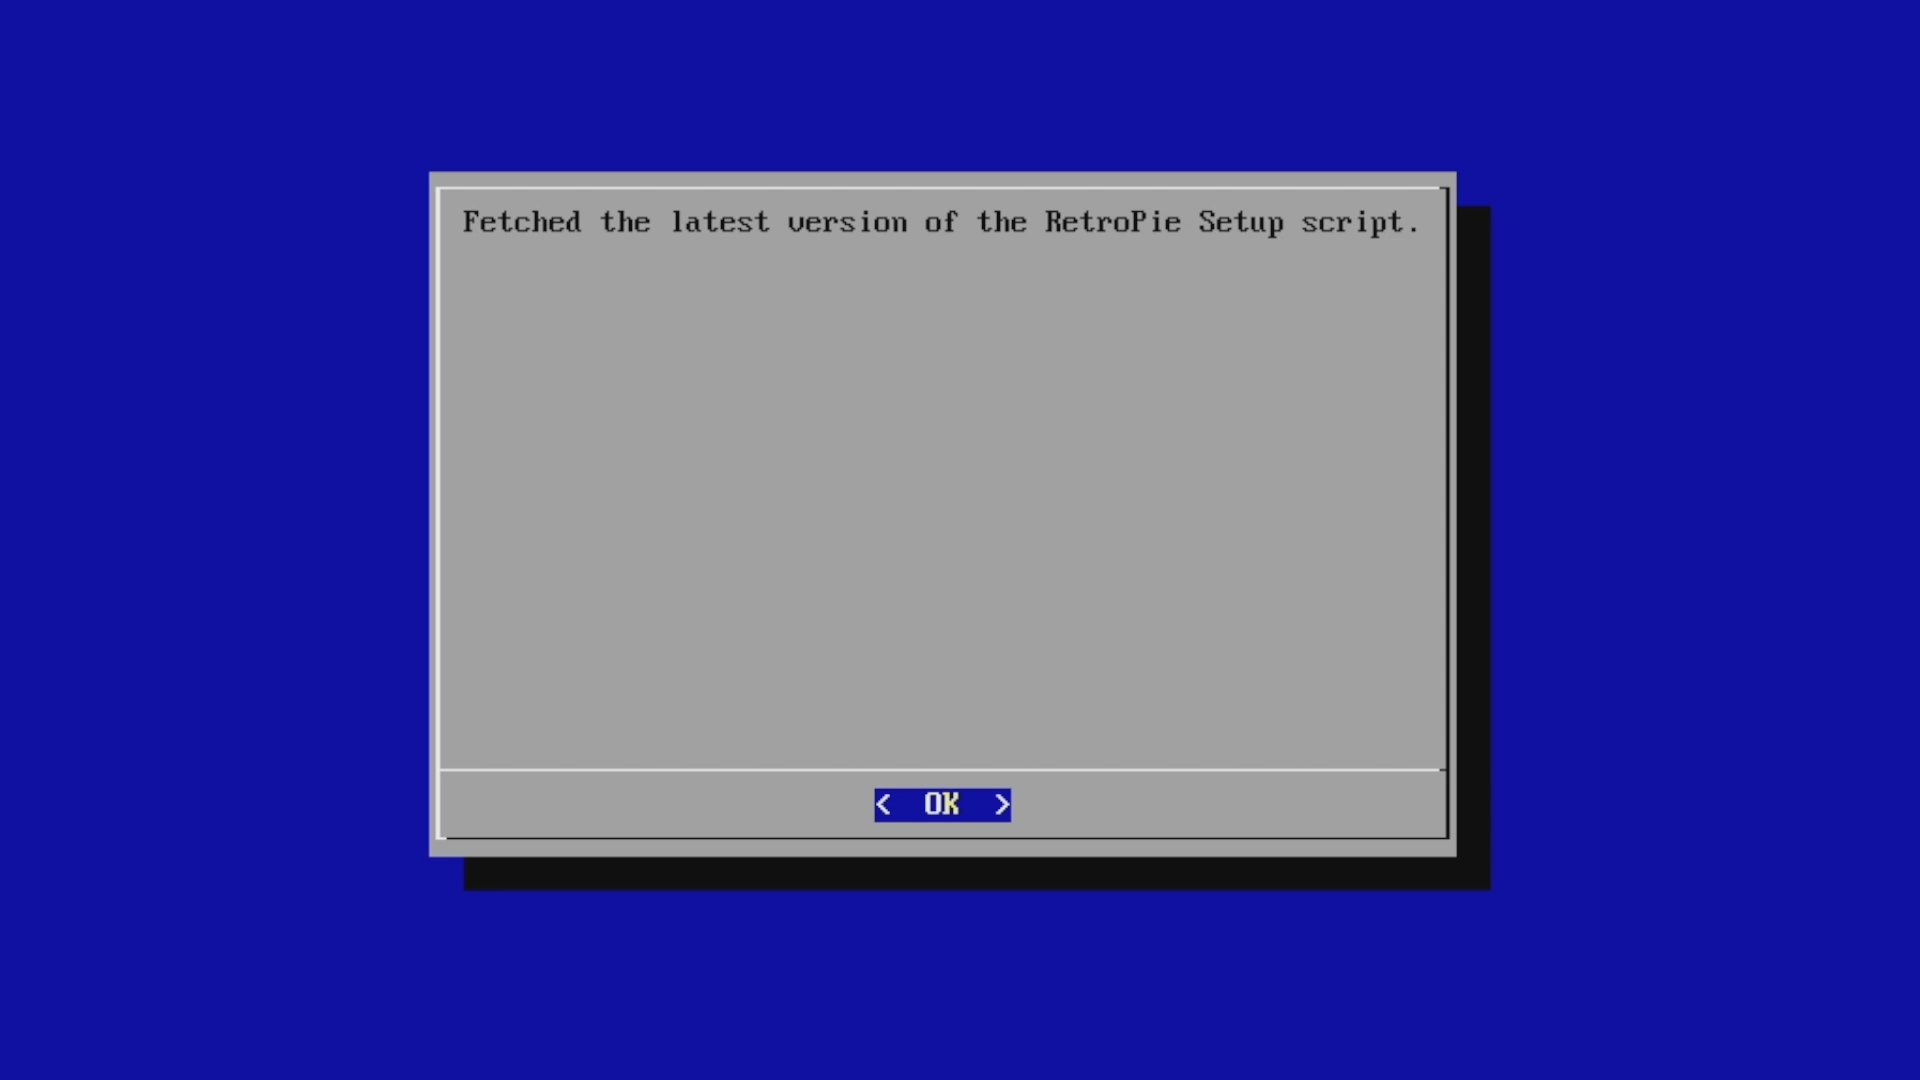 Fetched the latest version of the RetroPie Setup script.
< OK >